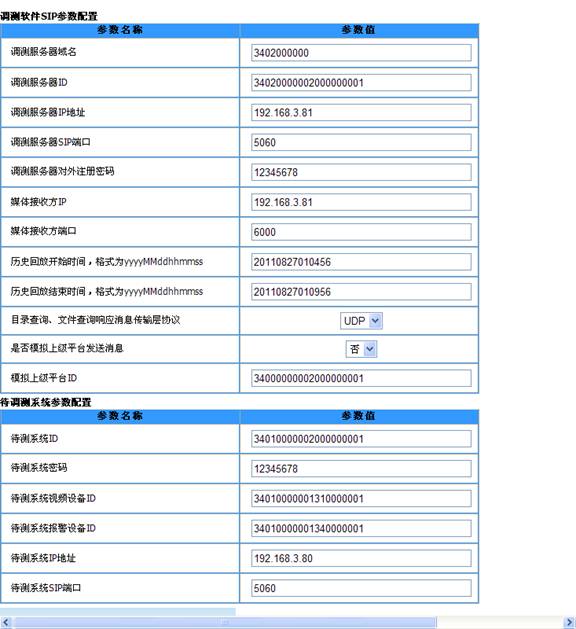 调测软件SIP参数配置
参数名称 参数值
调测服务器域名 3402000000
调测服务器ID 34020000002000000001
调测服务器IP地址 192.168.3.81
调测服务器SIP端口 5060
调测服务器对外注册密码 12345678
媒体接收方IP 192.168.3.81
媒体接收方端口 6000
历史回放开始时间，格式为yyyyMMddhhmmss 20110827010456
历史回放结束时间，格式为yyyyMMddhhmmss 20110827010956
目录查询、文件查询响应消息传输层协议 UDP
是否模拟上级平台发送消息 否
模拟上级平台ID 34000000002000000001
待调测系统参数配置
参数名称 参数值
待测系统ID 34010000002000000001
待测系统密码 12345678
待测系统视频设备ID 34010000001310000001
待测系统报警设备ID 34010000001340000001
待测系统IP地址 192.168.3.80
待测系统SIP端口 5060